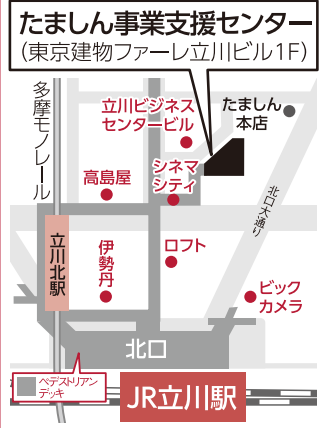 たましん事業支援センター
(東京建物ファーレ立川ビル1F)
多摩モノレール
立川ビジネス
センタービル
たましん
本店
高島屋
シネマ
シティ
北口大通り
立川北駅
伊勢丹
ロフト
ビック
カメラ
北口
ペデストリアン
デッキ
JR立川駅